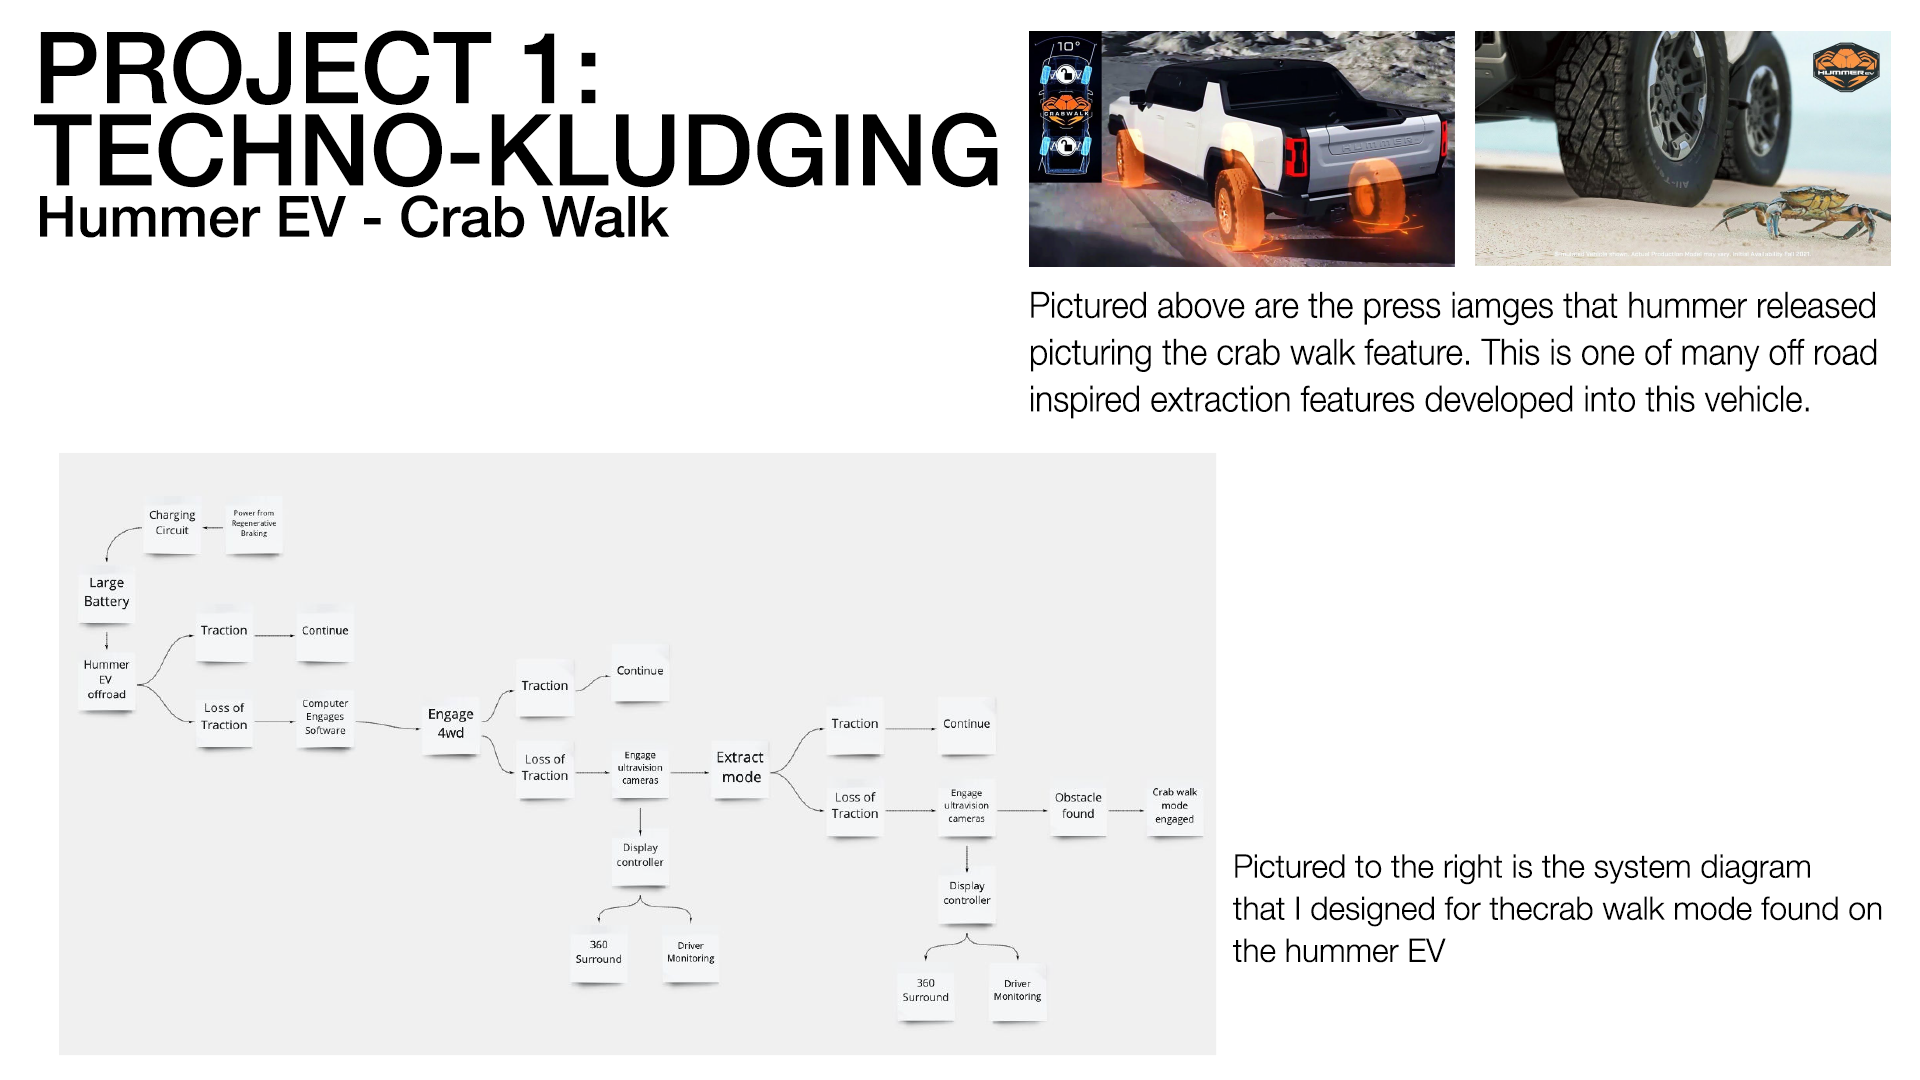 PROJECT 1:
TECHNO-KLUDGING
Hummer EV - Crab Walk
10°
CRABWALK
HUMMER
HUMMER EV
Pictured above are the press iamges that hummer released
picturing the crab walk feature. This is one of many off road
inspired extraction features developed into this vehicle.
Charging
Circuit
Power from
Regenerative
Braking
Large
Battery
Hummer
EV
offroad
Traction
Continue
Loss of
Traction
Computer
Engages
Software
Engage
4wd
Traction
Continue
Loss of
Traction
Engage
ultravision
cameras
Extract
mode
Display
controller
360
Surround
Driver
Monitoring
Traction
Continue
Loss of
Traction
Engage
ultravision
cameras
Obstacle
found
Crab walk
mode
engaged
Display
controller
360
Surround
Driver
Monitoring
Pictured to the right is the system diagram
that I designed for thecrab walk mode found on
the hummer EV